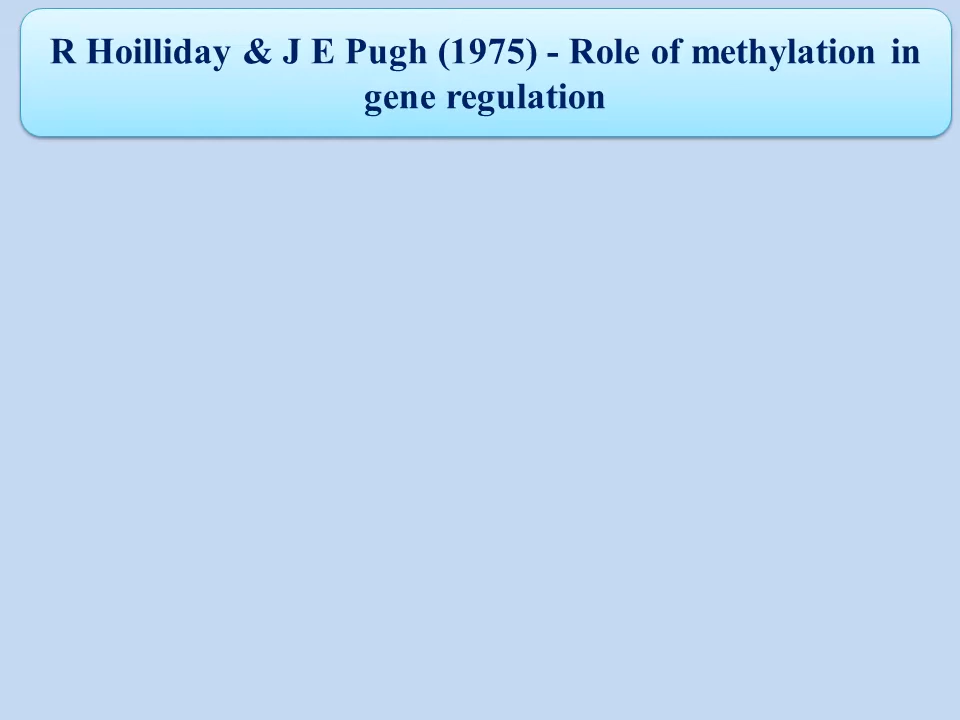 R Hoilliday & J E Pugh (1975) - Role of methylation in
gene regulation